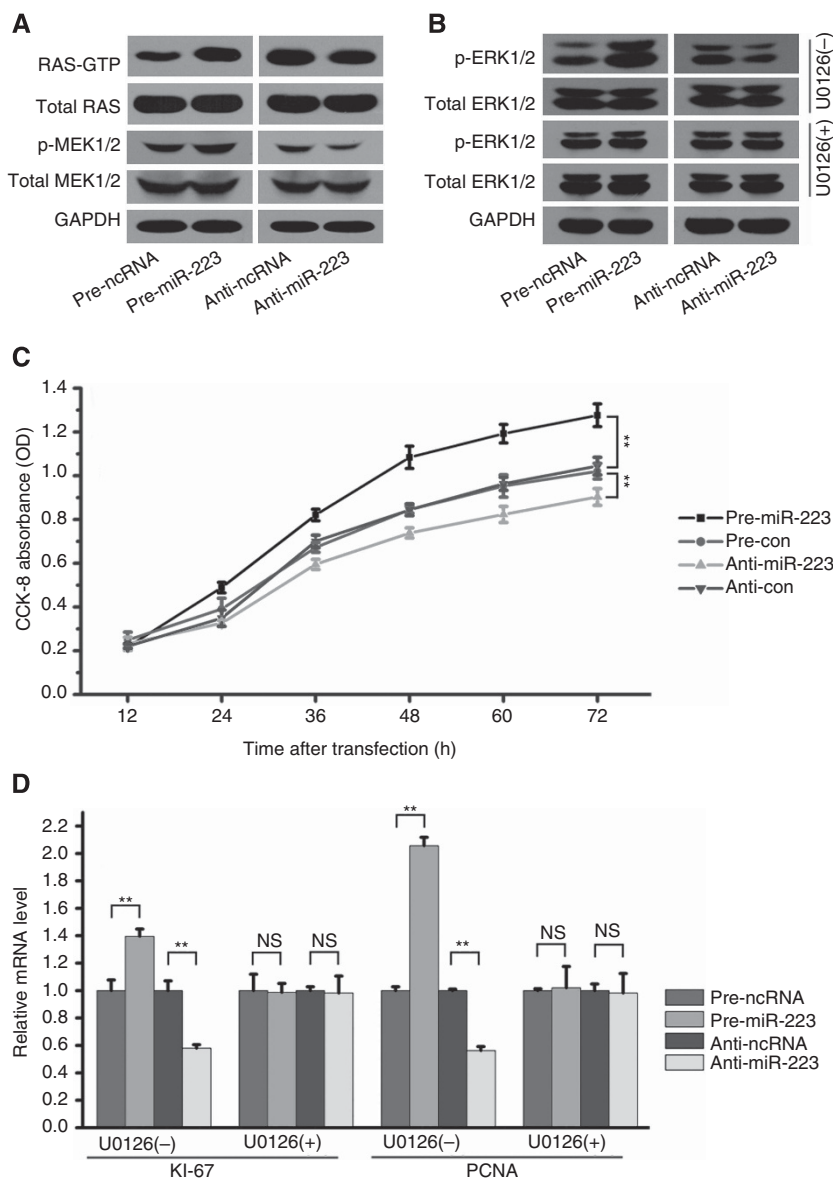 A
RAS-GTP
Total RAS
p-MEK1/2
Total MEK1/2
GAPDH
Pre-ncRNA
Pre-miR-223
Anti-ncRNA
Anti-miR-223
B
p-ERK1/2
Total ERK1/2
p-ERK1/2
Total ERK1/2
GAPDH
U0126(–)
U0126(+)
Pre-ncRNA
Pre-miR-223
Anti-ncRNA
Anti-miR-223
C
CCK-8 absorbance (OD)
1.4
1.2
1.0
0.8
0.6
0.4
0.2
0.0
12 24 36 48 60 72
Time after transfection (h)
**
**
Pre-miR-223
Pre-con
Anti-miR-223
Anti-con
D
Relative mRNA level
2.2
2.0
1.8
1.6
1.4
1.2
1.0
0.8
0.6
0.4
0.2
0.0
** ** NS NS ** ** NS NS
U0126(–) U0126(+) U0126(–) U0126(+)
KI-67 PCNA
Pre-ncRNA
Pre-miR-223
Anti-ncRNA
Anti-miR-223